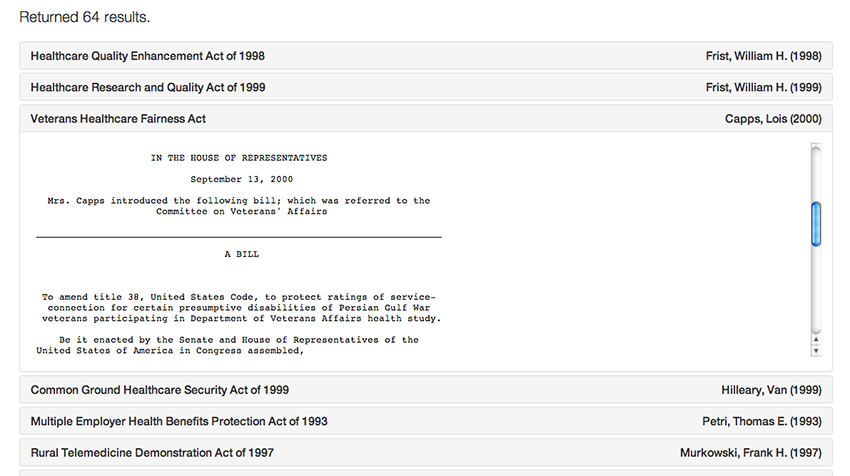 Returned 64 results.
Healthcare Quality Enhancement Act of 1998 Frist, William H. (1998)
Healthcare Research and Quality Act of 1999 Frist, William H. (1999)
Veterans Healthcare Fairness Act Capps, Lois (2000)
IN THE HOUSE OF REPRESENTATIVES
September 13, 2000
Mrs. Capps introduced the following bill; which was referred to the
Committee on Veterans' Affairs
A BILL
To amend title 38, United States Code, to protect ratings of service-
connection for certain presumptive disabilities of Persian Gulf War
veterans participating in Department of Veterans Affairs health study.
Be it enacted by the Senate and House of Representatives of the
United States of America in Congress assembled,
Common Ground Healthcare Security Act of 1999 Hilleary, Van (1999)
Multiple Employer Health Benefits Protection Act of 1993 Petri, Thomas E. (1993)
Rural Telemedicine Demonstration Act of 1997 Murkowski, Frank H. (1997)